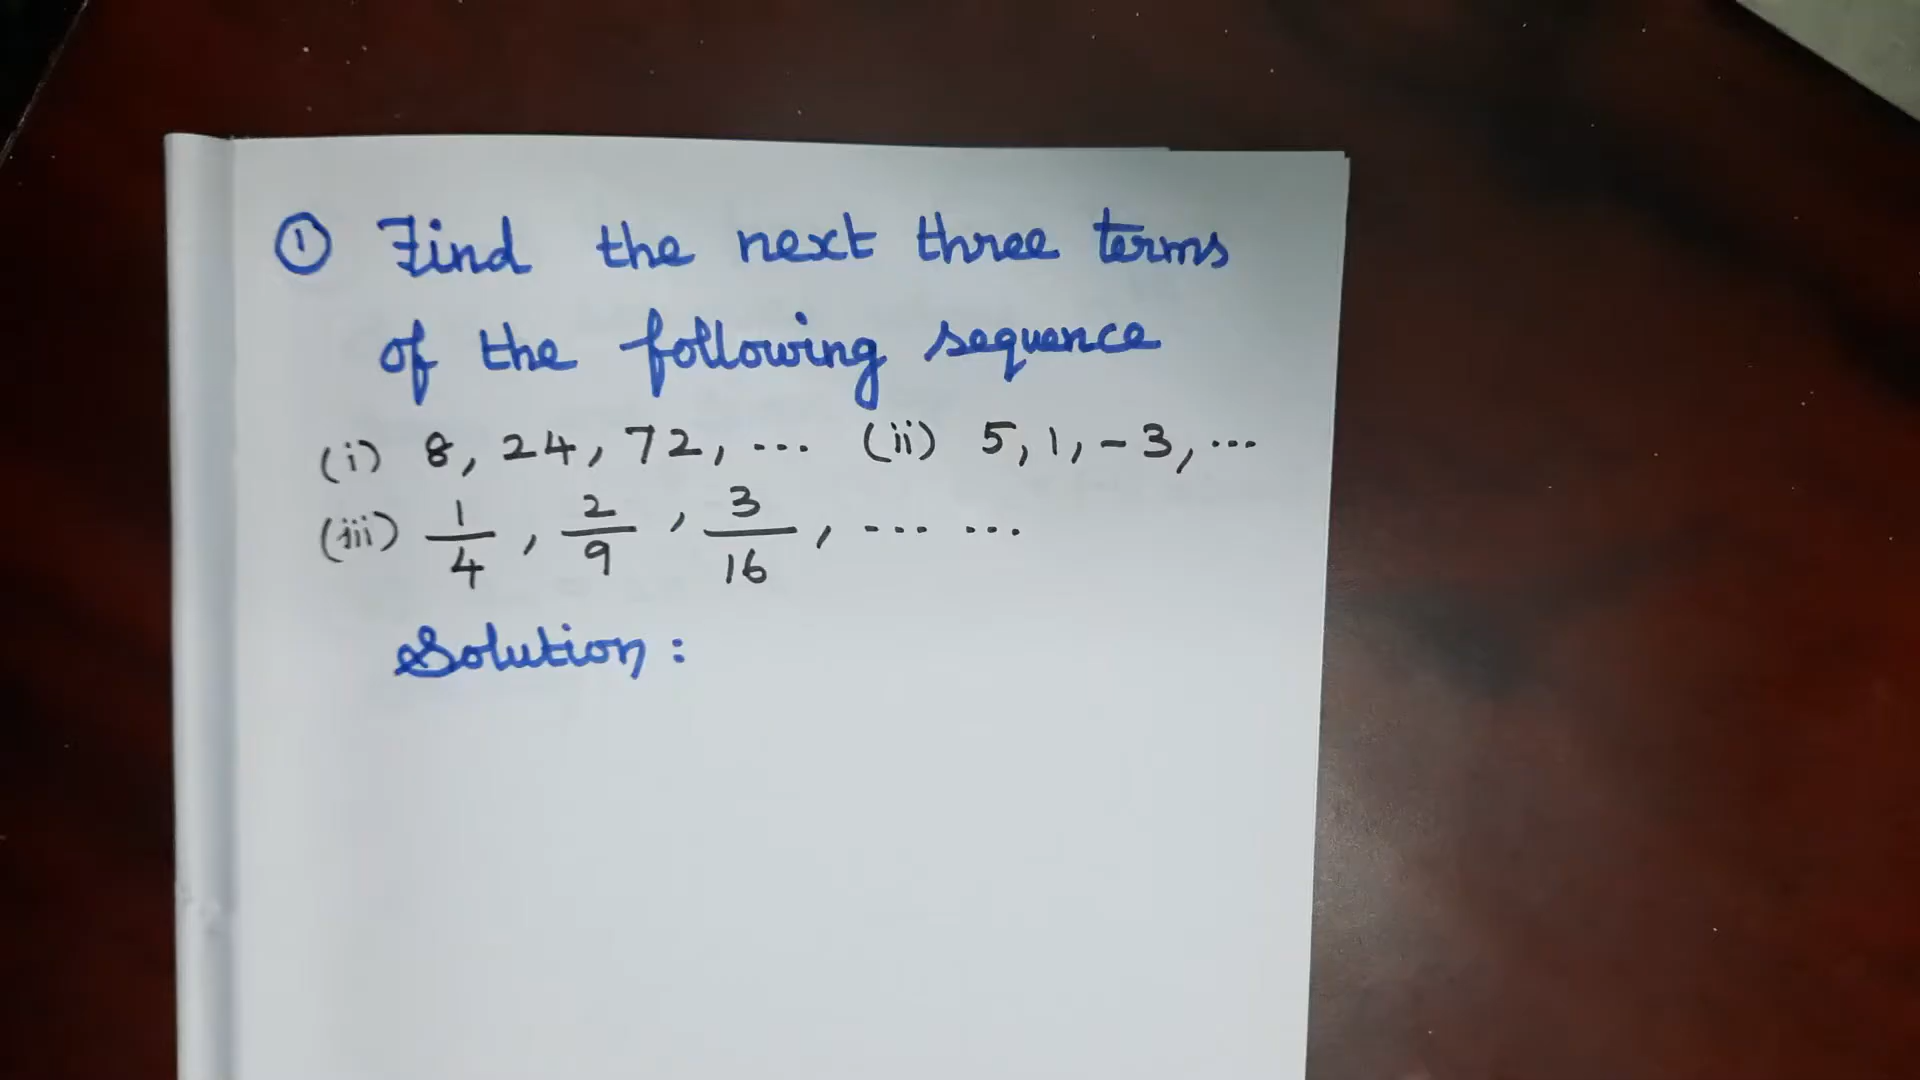 ① Find the next three terms
of the following sequence
(i) 8, 24, 72, ... (ii) 5, 1, -3, ...
(iii) 1/4, 2/9, 3/16, ... ...
Solution: